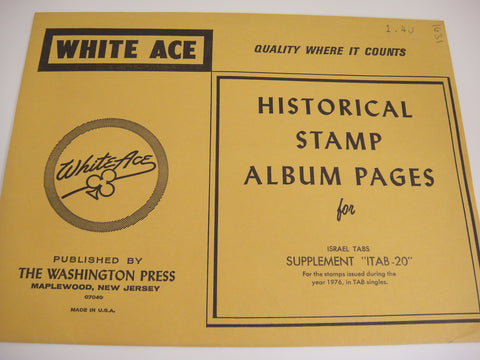 WHITE ACE
QUALITY WHERE IT COUNTS
1.40
White-Ace
PUBLISHED BY
THE WASHINGTON PRESS
MAPLEWOOD, NEW JERSEY
07040
MADE IN U.S.A.
HISTORICAL
STAMP
ALBUM PAGES
for
ISRAEL TABS
SUPPLEMENT "ITAB-20"
For the stamps issued during the
year 1976, in TAB singles.